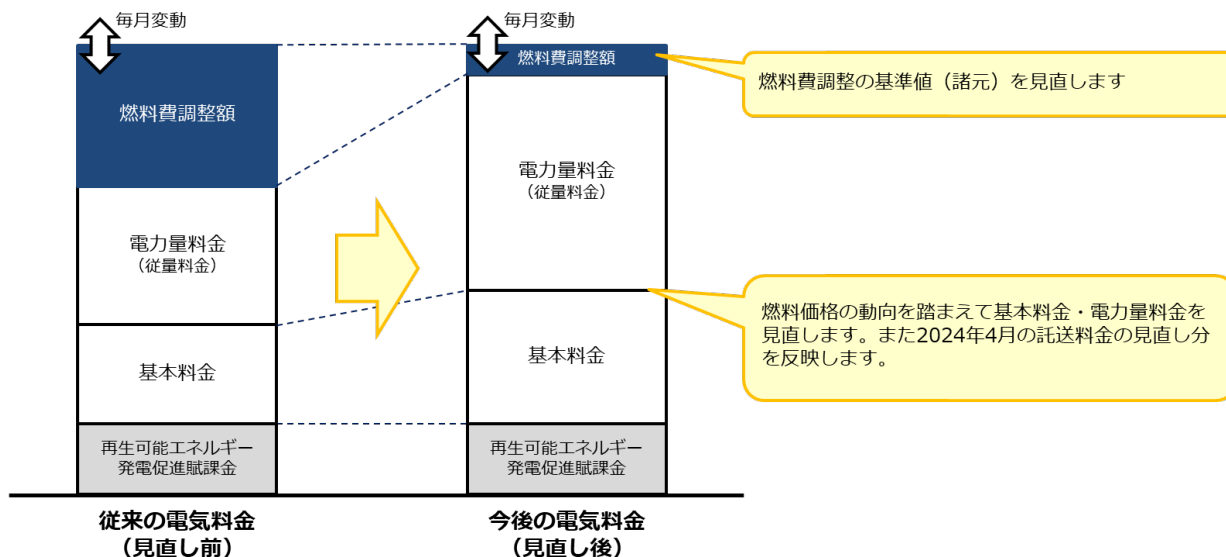 毎月変動
燃料費調整額
電力量料金
（従量料金）
基本料金
再生可能エネルギー
発電促進賦課金
従来の電気料金
（見直し前）
毎月変動
燃料費調整額
電力量料金
（従量料金）
基本料金
再生可能エネルギー
発電促進賦課金
今後の電気料金
（見直し後）
燃料費調整の基準値（諸元）を見直します
燃料価格の動向を踏まえて基本料金・電力量料金を
見直します。また2024年4月の託送料金の見直し分
を反映します。